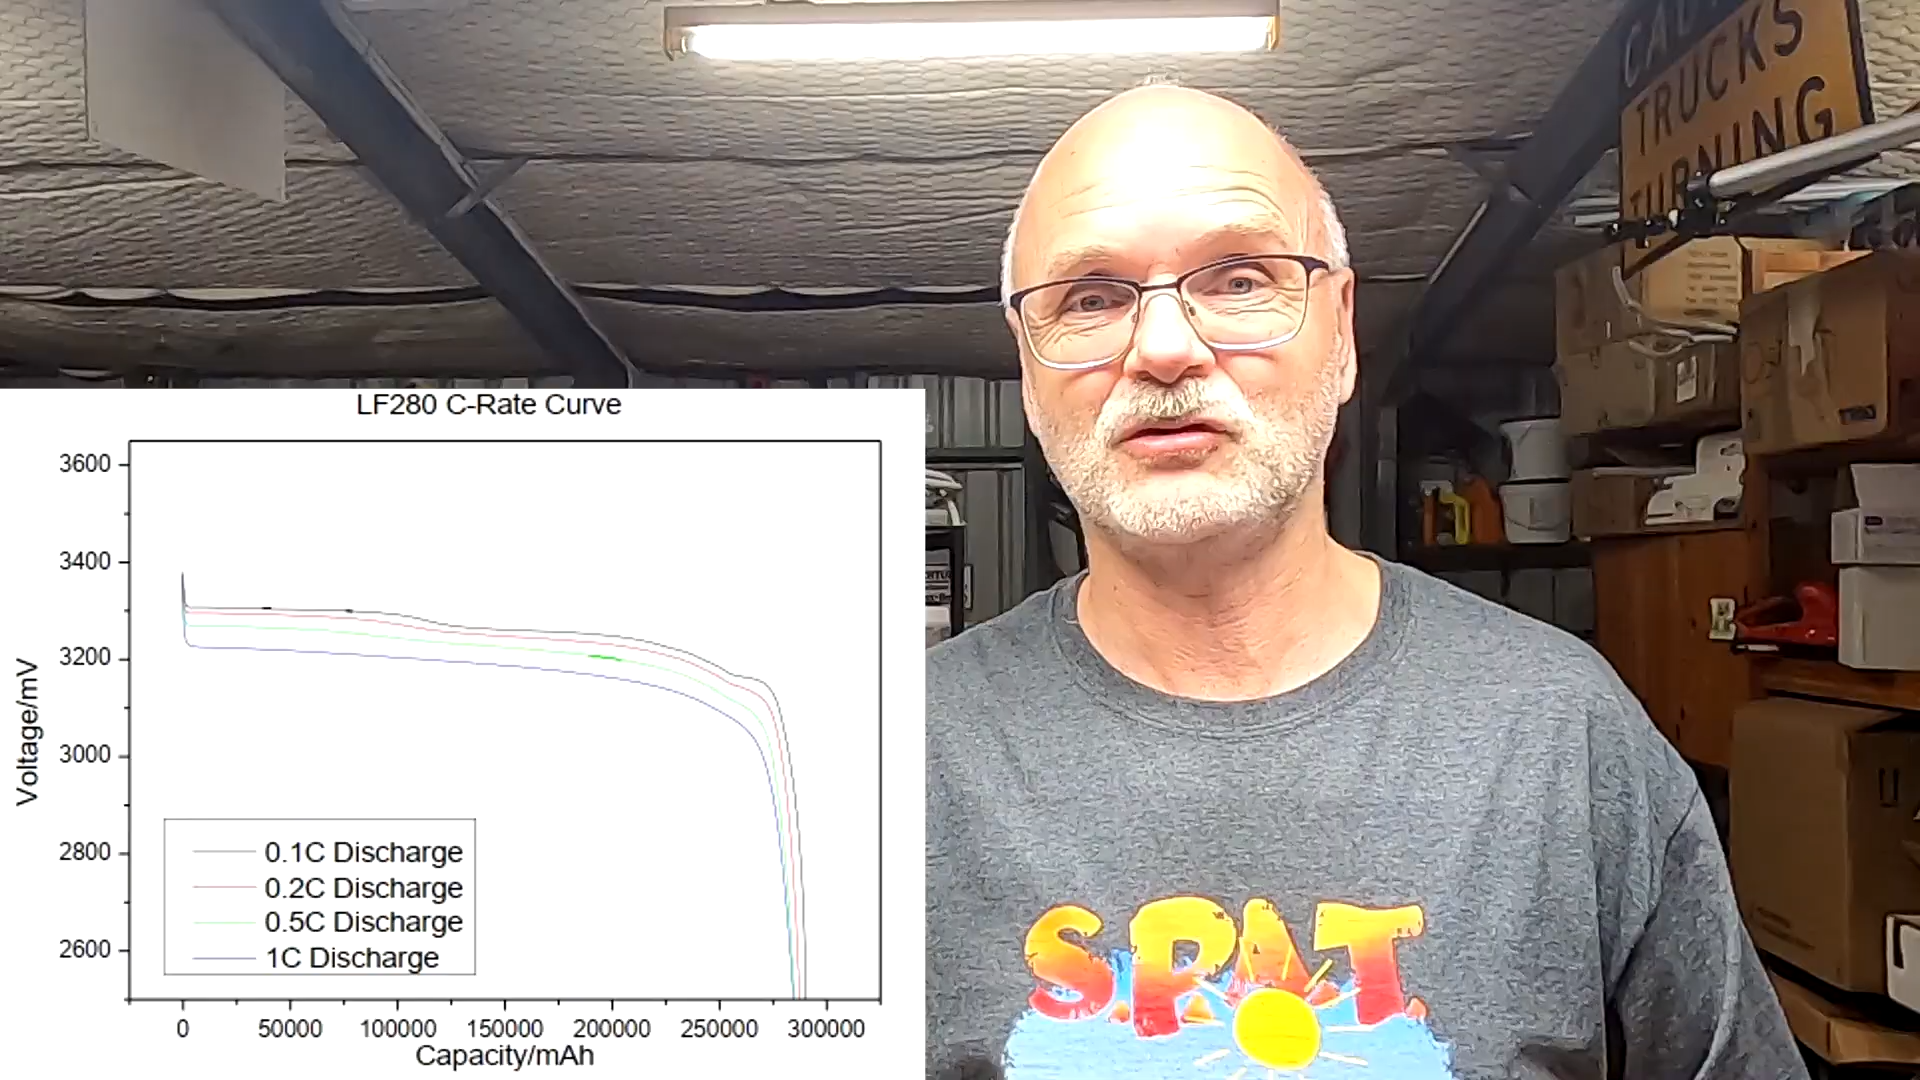 CAUTION
TRUCKS
TURNING
LF280 C-Rate Curve
3600
3400
3200
3000
2800
2600
Voltage/mV
0.1C Discharge
0.2C Discharge
0.5C Discharge
1C Discharge
0 50000 100000 150000 200000 250000 300000
Capacity/mAh
S.P.A.T.